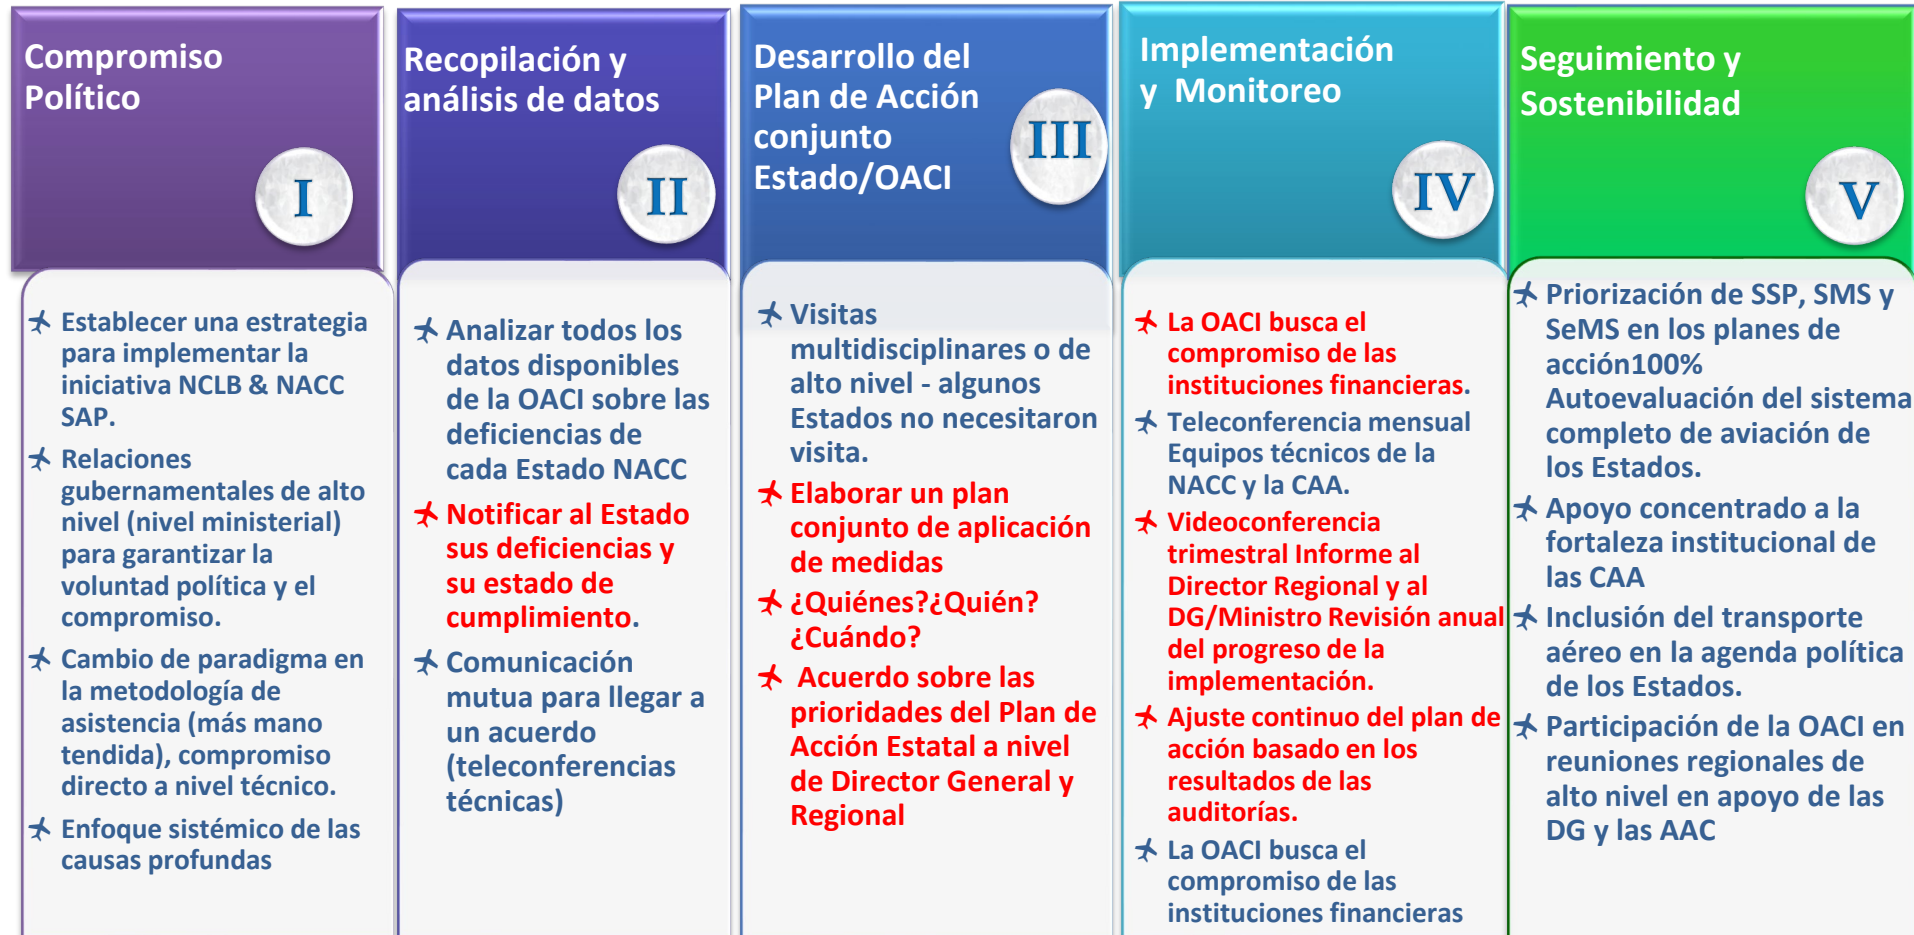 Compromiso
Político
I
Establecer una estrategia
para implementar la
iniciativa NCLB & NACC
SAP.
Relaciones
gubernamentales de alto
nivel (nivel ministerial)
para garantizar la
voluntad política y el
compromiso.
Cambio de paradigma en
la metodología de
asistencia (más mano
tendida), compromiso
directo a nivel técnico.
Enfoque sistémico de las
causas profundas
Recopilación y
análisis de datos
II
Analizar todos los
datos disponibles
de la OACI sobre las
deficiencias de
cada Estado NACC
Notificar al Estado
sus deficiencias y
su estado de
cumplimiento.
Comunicación
mutua para llegar a
un acuerdo
(teleconferencias
técnicas)
Desarrollo del
Plan de Acción
conjunto
Estado/OACI
III
Visitas
multidisciplinares o de
alto nivel - algunos
Estados no necesitaron
visita.
Elaborar un plan
conjunto de aplicación
de medidas
¿Quiénes?¿Quién?
¿Cuándo?
Acuerdo sobre las
prioridades del Plan de
Acción Estatal a nivel
de Director General y
Regional
Implementación
y Monitoreo
IV
La OACI busca el
compromiso de las
instituciones financieras.
Teleconferencia mensual
Equipos técnicos de la
NACC y la CAA.
Videoconferencia
trimestral Informe al
Director Regional y al
DG/Ministro Revisión anual
del progreso de la
implementación.
Ajuste continuo del plan de
acción basado en los
resultados de las
auditorías.
La OACI busca el
compromiso de las
instituciones financieras
Seguimiento y
Sostenibilidad
V
Priorización de SSP, SMS y
SeMS en los planes de
acción100%
Autoevaluación del sistema
completo de aviación de
los Estados.
Apoyo concentrado a la
fortaleza institucional de
las CAA
Inclusión del transporte
aéreo en la agenda política
de los Estados.
Participación de la OACI en
reuniones regionales de
alto nivel en apoyo de las
DG y las AAC